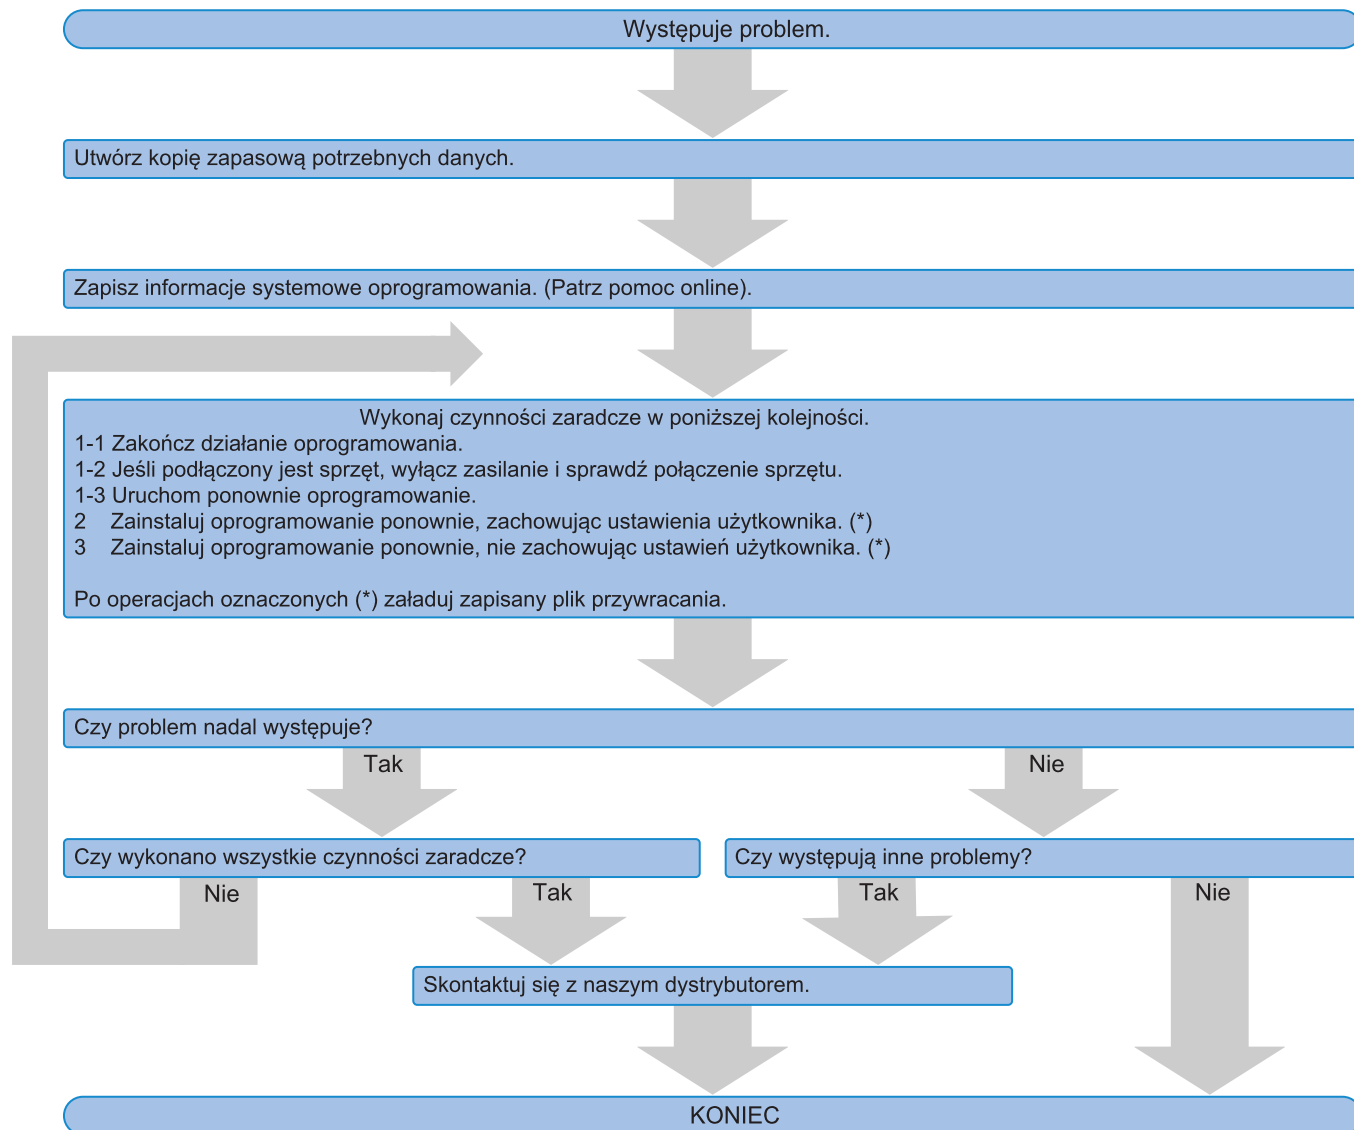 Występuje problem.
Utwórz kopię zapasową potrzebnych danych.
Zapisz informacje systemowe oprogramowania. (Patrz pomoc online).
Wykonaj czynności zaradcze w poniższej kolejności.
1-1 Zakończ działanie oprogramowania.
1-2 Jeśli podłączony jest sprzęt, wyłącz zasilanie i sprawdź połączenie sprzętu.
1-3 Uruchom ponownie oprogramowanie.
2 Zainstaluj oprogramowanie ponownie, zachowując ustawienia użytkownika. (*)
3 Zainstaluj oprogramowanie ponownie, nie zachowując ustawień użytkownika. (*)
Po operacjach oznaczonych (*) załaduj zapisany plik przywracania.
Czy problem nadal występuje?
Tak
Nie
Czy wykonano wszystkie czynności zaradcze?
Czy występują inne problemy?
Nie
Tak
Tak
Nie
Skontaktuj się z naszym dystrybutorem.
KONIEC